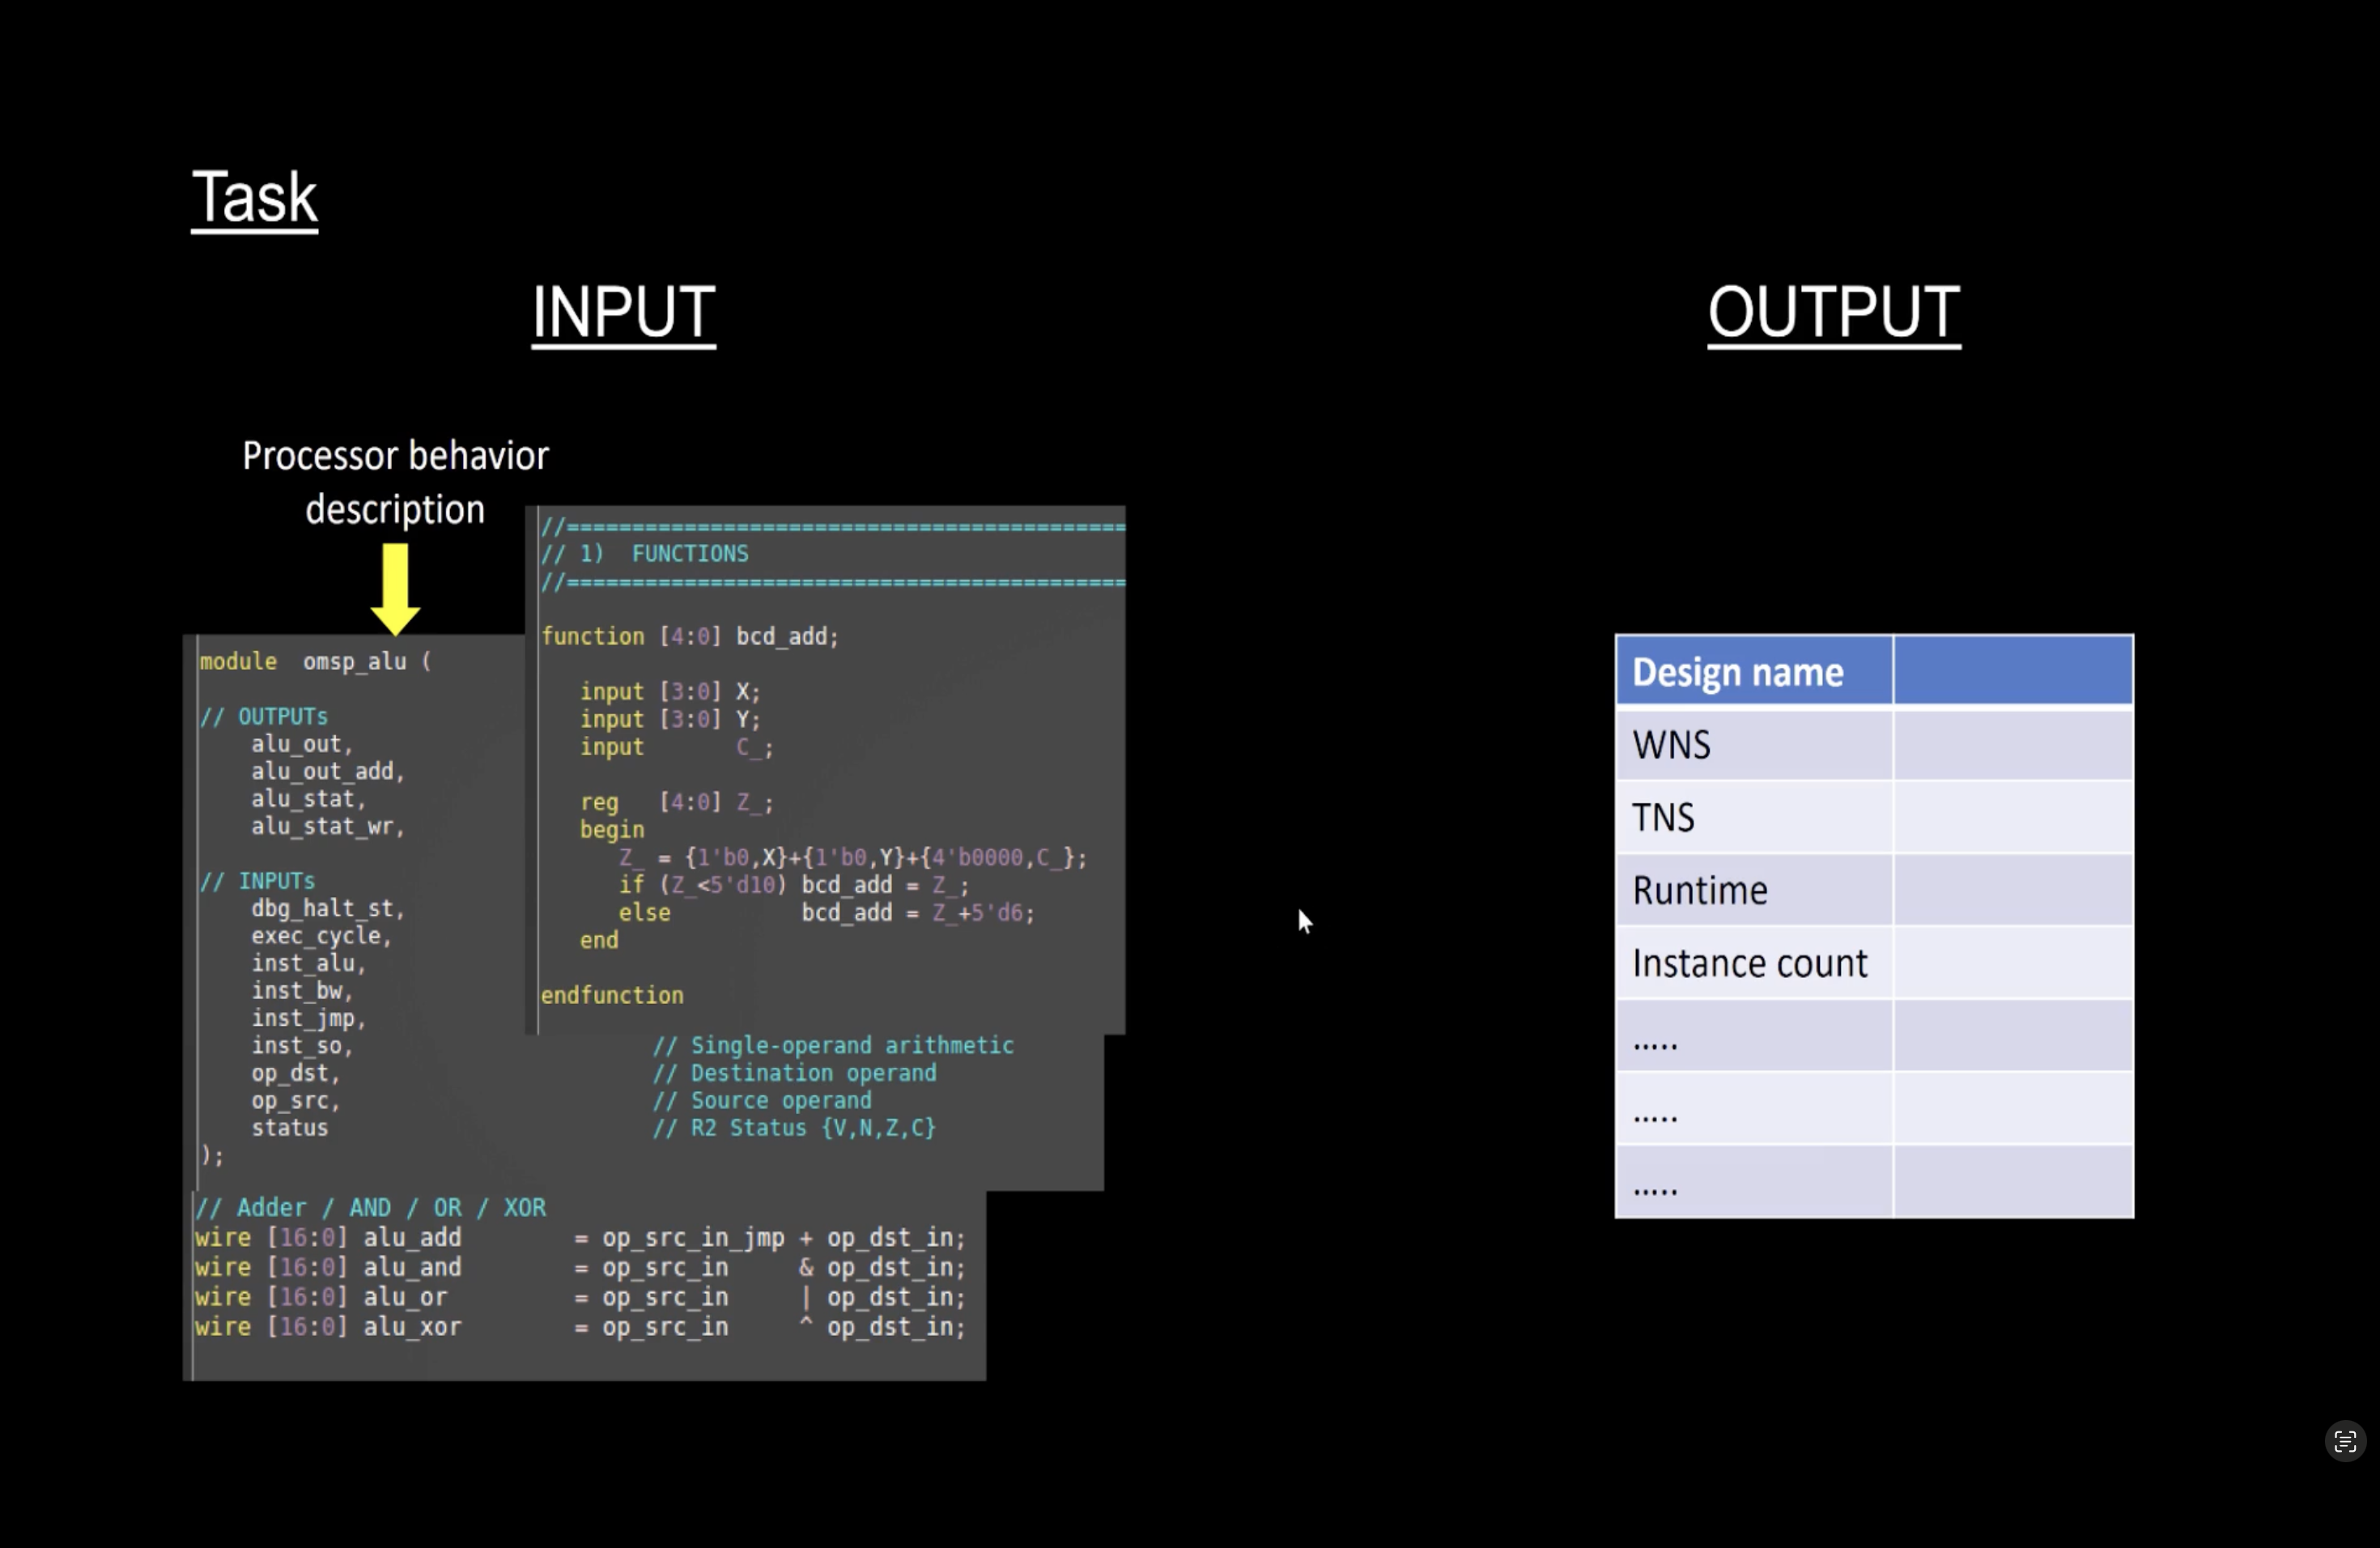 Task
INPUT
OUTPUT
Processor behavior
description
//===========================================
// 1)  FUNCTIONS
//===========================================
function [4:0] bcd_add;
input [3:0] X;
input [3:0] Y;
input       C_;
reg   [4:0] Z_;
begin
Z_ = {1'b0,X}+{1'b0,Y}+{4'b0000,C_};
if (Z_<5'd10) bcd_add = Z_;
else          bcd_add = Z_+5'd6;
end
endfunction
module  omsp_alu (
// OUTPUTs
alu_out,
alu_out_add,
alu_stat,
alu_stat_wr,
// INPUTs
dbg_halt_st,
exec_cycle,
inst_alu,
inst_bw,
inst_jmp,
inst_so,                       // Single-operand arithmetic
op_dst,                        // Destination operand
op_src,                        // Source operand
status                         // R2 Status {V,N,Z,C}
);
// Adder / AND / OR / XOR
wire [16:0] alu_add       = op_src_in_jmp + op_dst_in;
wire [16:0] alu_and       = op_src_in     & op_dst_in;
wire [16:0] alu_or        = op_src_in     | op_dst_in;
wire [16:0] alu_xor       = op_src_in     ^ op_dst_in;
Design name
WNS
TNS
Runtime
Instance count
.....
.....
.....